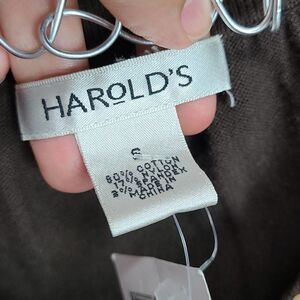 HAROLD'S
S
80% COTTON
17% NYLON
3% SPANDEX
MADE IN
CHINA